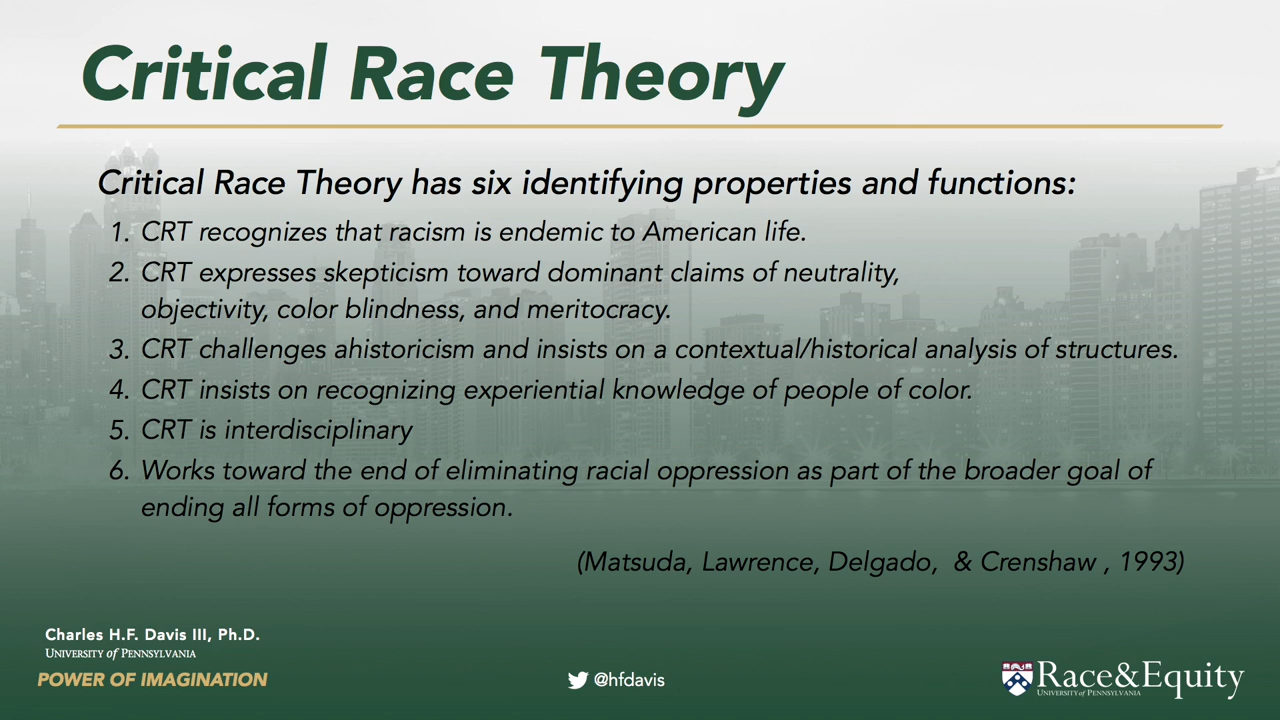 Critical Race Theory
Critical Race Theory has six identifying properties and functions:
1. CRT recognizes that racism is endemic to American life.
2. CRT expresses skepticism toward dominant claims of neutrality,
objectivity, color blindness, and meritocracy.
3. CRT challenges ahistoricism and insists on a contextual/historical analysis of structures.
4. CRT insists on recognizing experiential knowledge of people of color.
5. CRT is interdisciplinary
6. Works toward the end of eliminating racial oppression as part of the broader goal of
ending all forms of oppression.
(Matsuda, Lawrence, Delgado,  & Crenshaw , 1993)
Charles H.F. Davis III, Ph.D.
UNIVERSITY of PENNSYLVANIA
POWER OF IMAGINATION
@hfdavis
Race&Equity
UNIVERSITY of PENNSYLVANIA